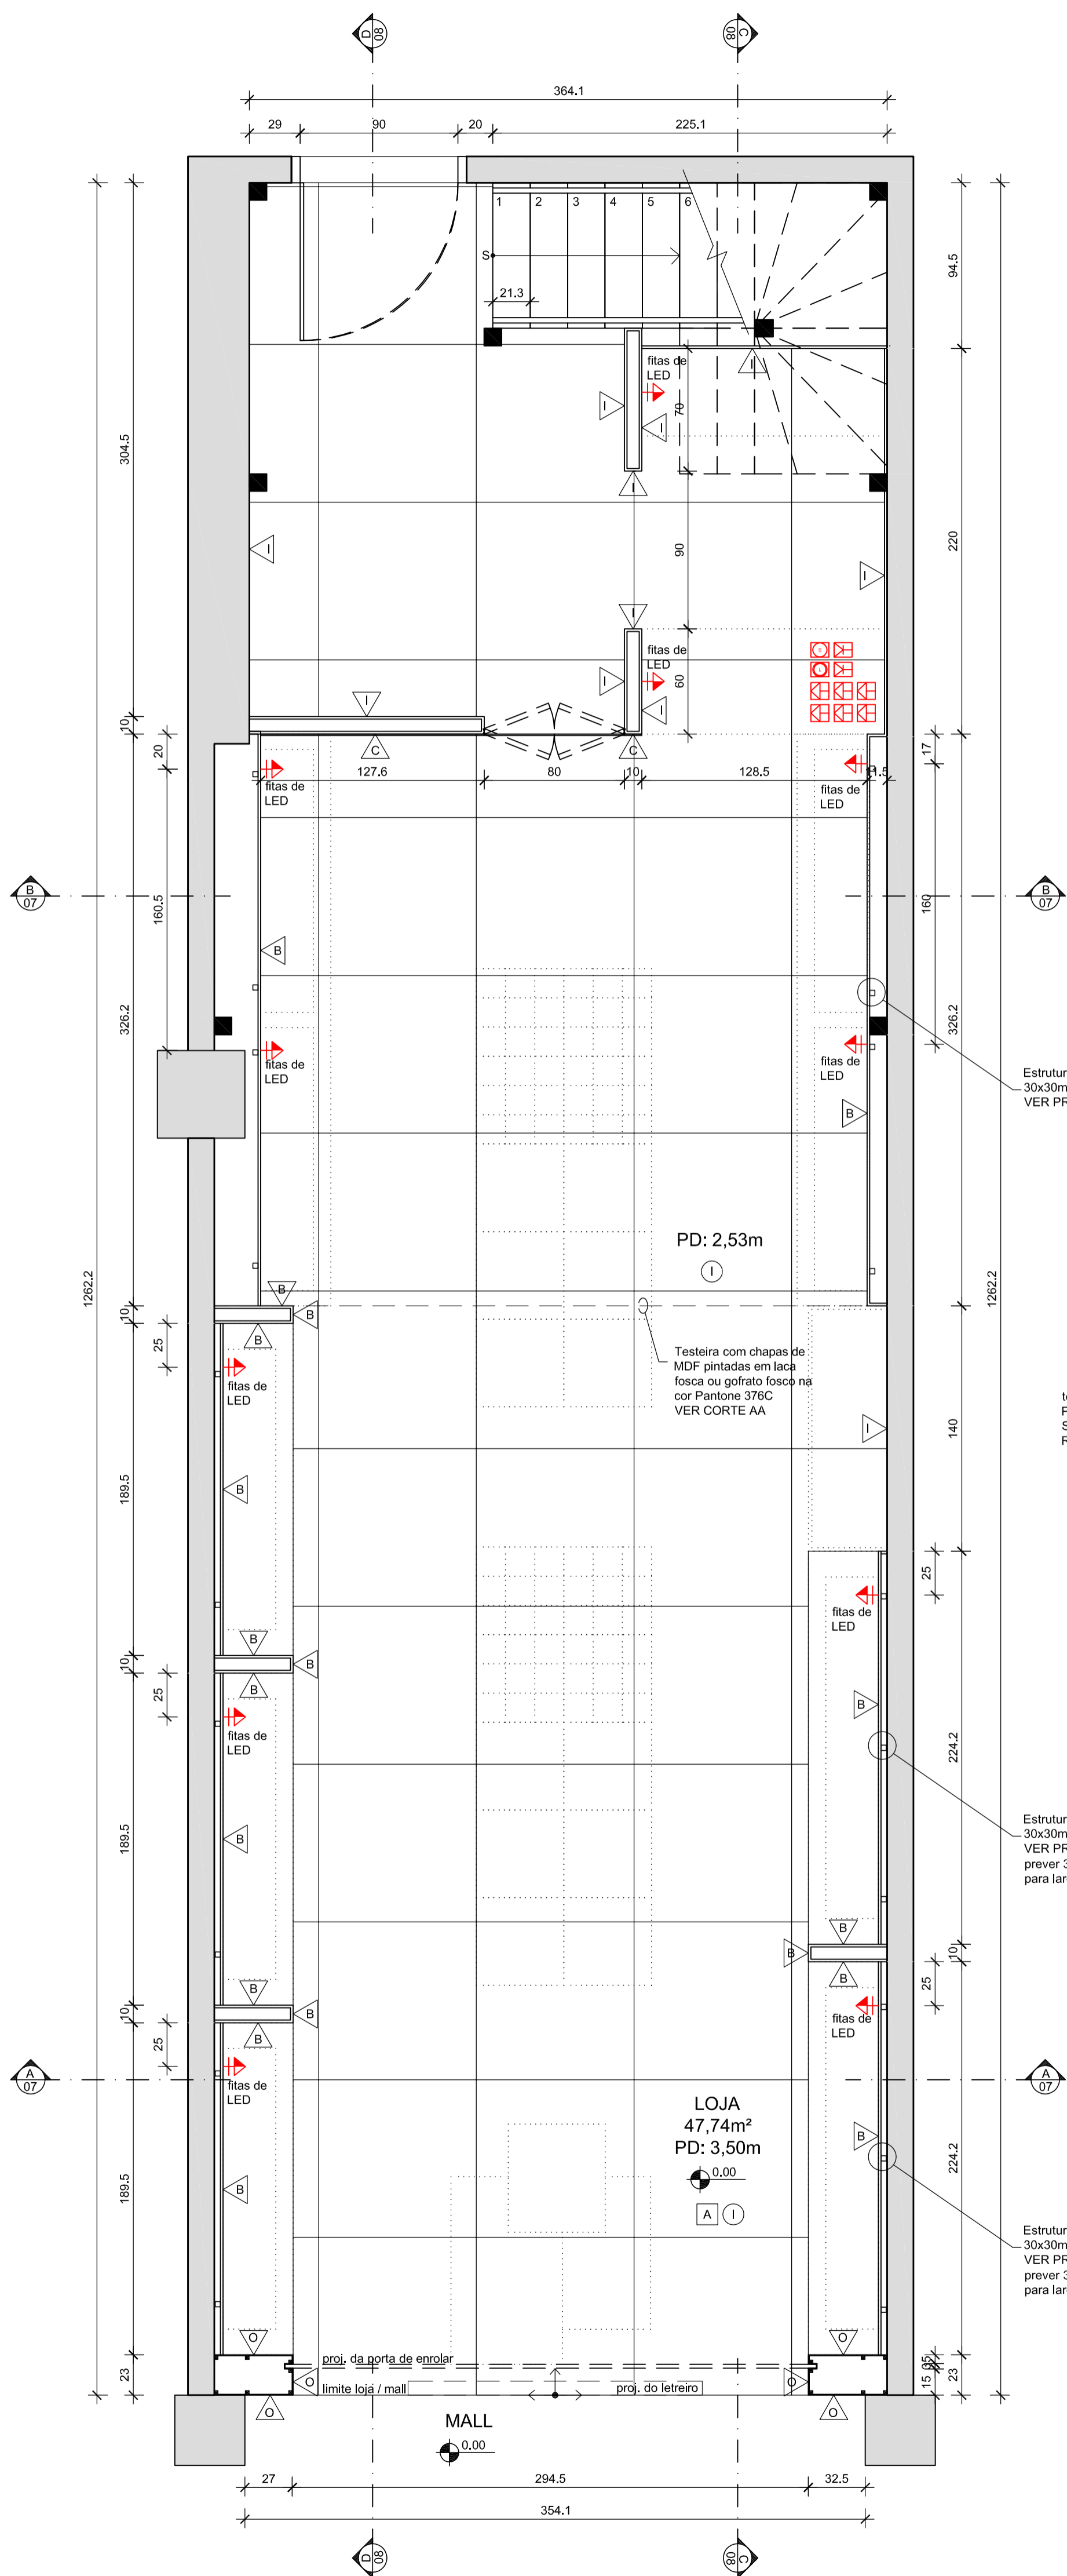 D
08
C
08
364.1
29
90
20
225.1
1
2
3
4
5
6
S
21.3
94.5
fitas de
LED
I
I
I
70
I
304.5
90
220
I
I
I
fitas de
LED
I
I
60
I
10
C
C
20
17
127.6
80
10
128.5
11.5
fitas de
LED
fitas de
LED
B
07
B
07
160.5
160
B
326.2
326.2
fitas de
LED
fitas de
LED
B
Estrutur
30x30m
VER PR
PD: 2,53m
I
1262.2
1262.2
B
10
B
B
25
Testeira com chapas de
MDF pintadas em laca
fosca ou gofrato fosco na
cor Pantone 376C
VER CORTE AA
fitas de
LED
140
I
te
P
S
R
189.5
B
25
fitas de
LED
B
10
B
B
25
fitas de
LED
B
224.2
Estrutur
30x30m
VER PR
prever 3
para lar
189.5
B
B
10
B
B
B
10
B
B
25
25
fitas de
LED
fitas de
LED
A
07
A
07
LOJA
47,74m²
PD: 3,50m
0.00
A
I
B
B
189.5
224.2
Estrutur
30x30m
VER PR
prever 3
para lar
O
O
proj. da porta de enrolar
limite loja / mall
proj. do letreiro
O
O
23
15
23
O
O
MALL
0.00
27
294.5
32.5
354.1
D
08
C
08